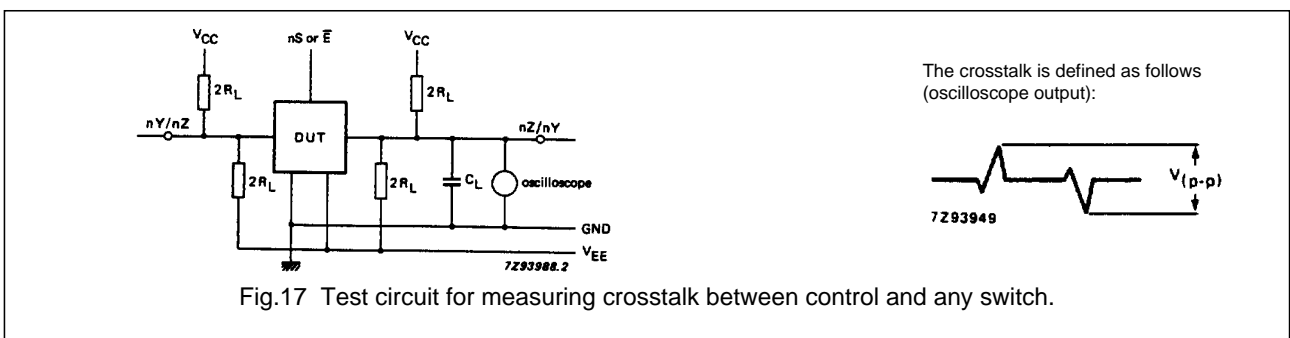 VCC
nS or E̅
VCC
2RL
2RL
nY/nZ
DUT
nZ/nY
2RL
2RL
CL
oscilloscope
GND
VEE
7Z93988.2
The crosstalk is defined as follows
(oscilloscope output):
V(p-p)
7Z93949
Fig.17 Test circuit for measuring crosstalk between control and any switch.